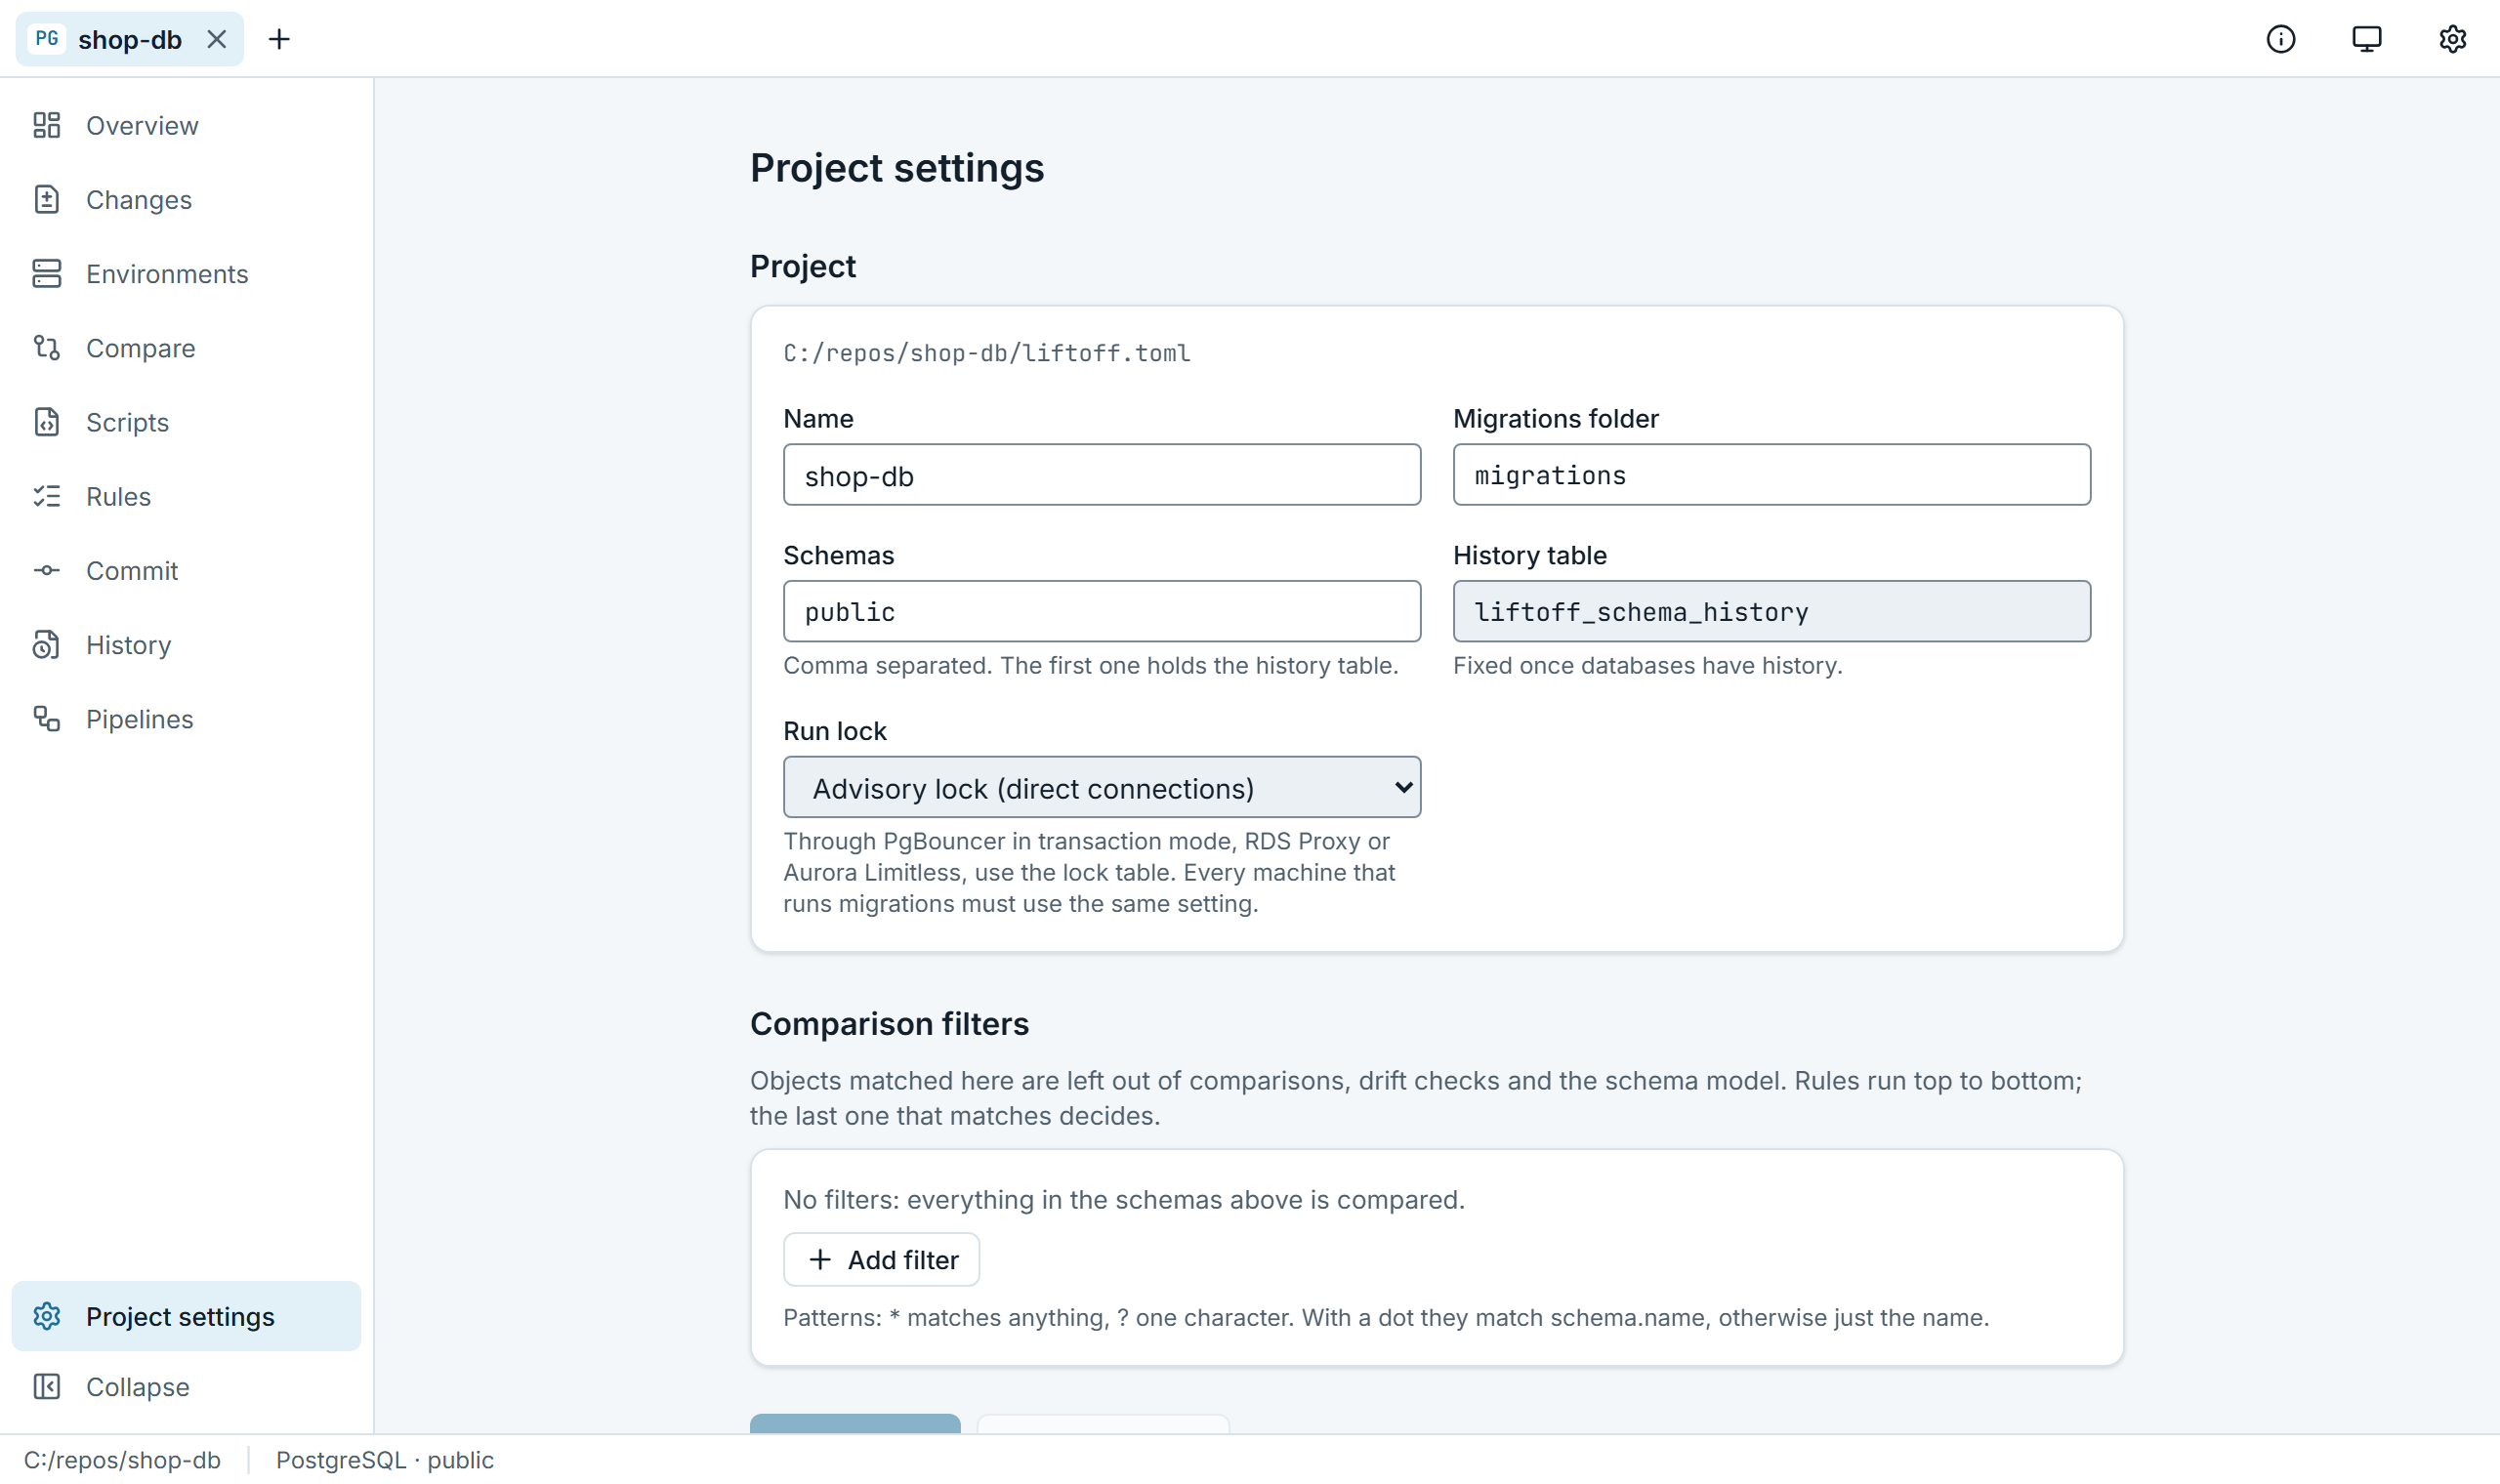 PG shop-db
Overview
Changes
Environments
Compare
Scripts
Rules
Commit
History
Pipelines
Project settings
Collapse
Project settings
Project
C:/repos/shop-db/liftoff.toml
Name
shop-db
Migrations folder
migrations
Schemas
public
Comma separated. The first one holds the history table.
History table
liftoff_schema_history
Fixed once databases have history.
Run lock
Advisory lock (direct connections)
Through PgBouncer in transaction mode, RDS Proxy or
Aurora Limitless, use the lock table. Every machine that
runs migrations must use the same setting.
Comparison filters
Objects matched here are left out of comparisons, drift checks and the schema model. Rules run top to bottom;
the last one that matches decides.
No filters: everything in the schemas above is compared.
Add filter
Patterns: * matches anything, ? one character. With a dot they match schema.name, otherwise just the name.
C:/repos/shop-db
PostgreSQL · public